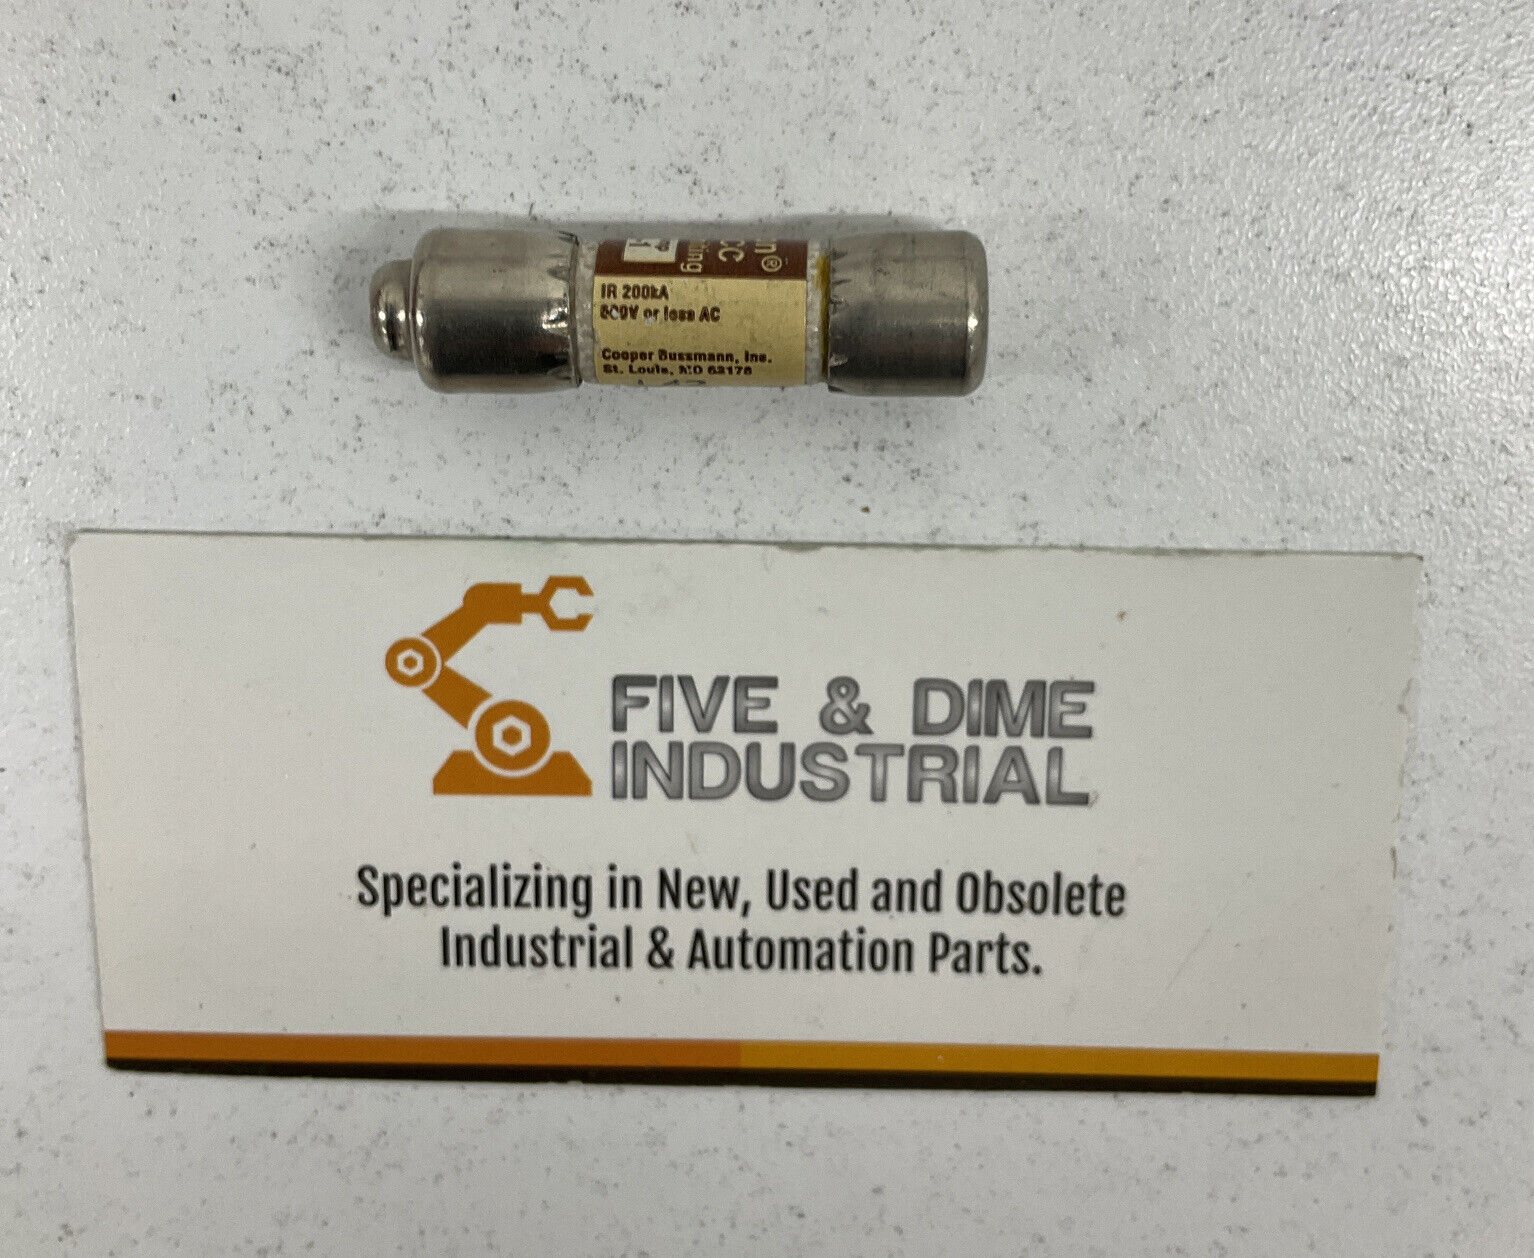 n®
CC
IR 200kA
600V or less AC
Cooper Bussmann, Inc.
St. Louis, MO 63178
FIVE & DIME
INDUSTRIAL
Specializing in New, Used and Obsolete
Industrial & Automation Parts.